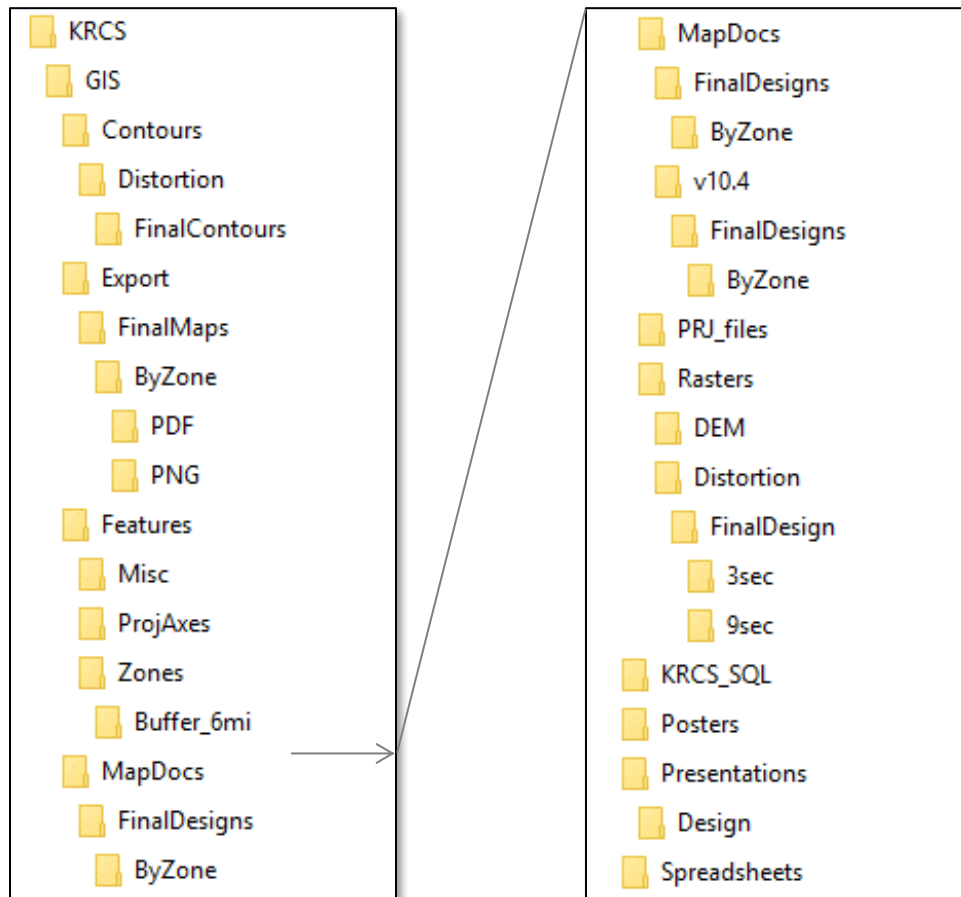 KRCS
GIS
Contours
Distortion
FinalContours
Export
FinalMaps
ByZone
PDF
PNG
Features
Misc
ProjAxes
Zones
Buffer_6mi
MapDocs
FinalDesigns
ByZone
MapDocs
FinalDesigns
ByZone
v10.4
FinalDesigns
ByZone
PRJ_files
Rasters
DEM
Distortion
FinalDesign
3sec
9sec
KRCS_SQL
Posters
Presentations
Design
Spreadsheets